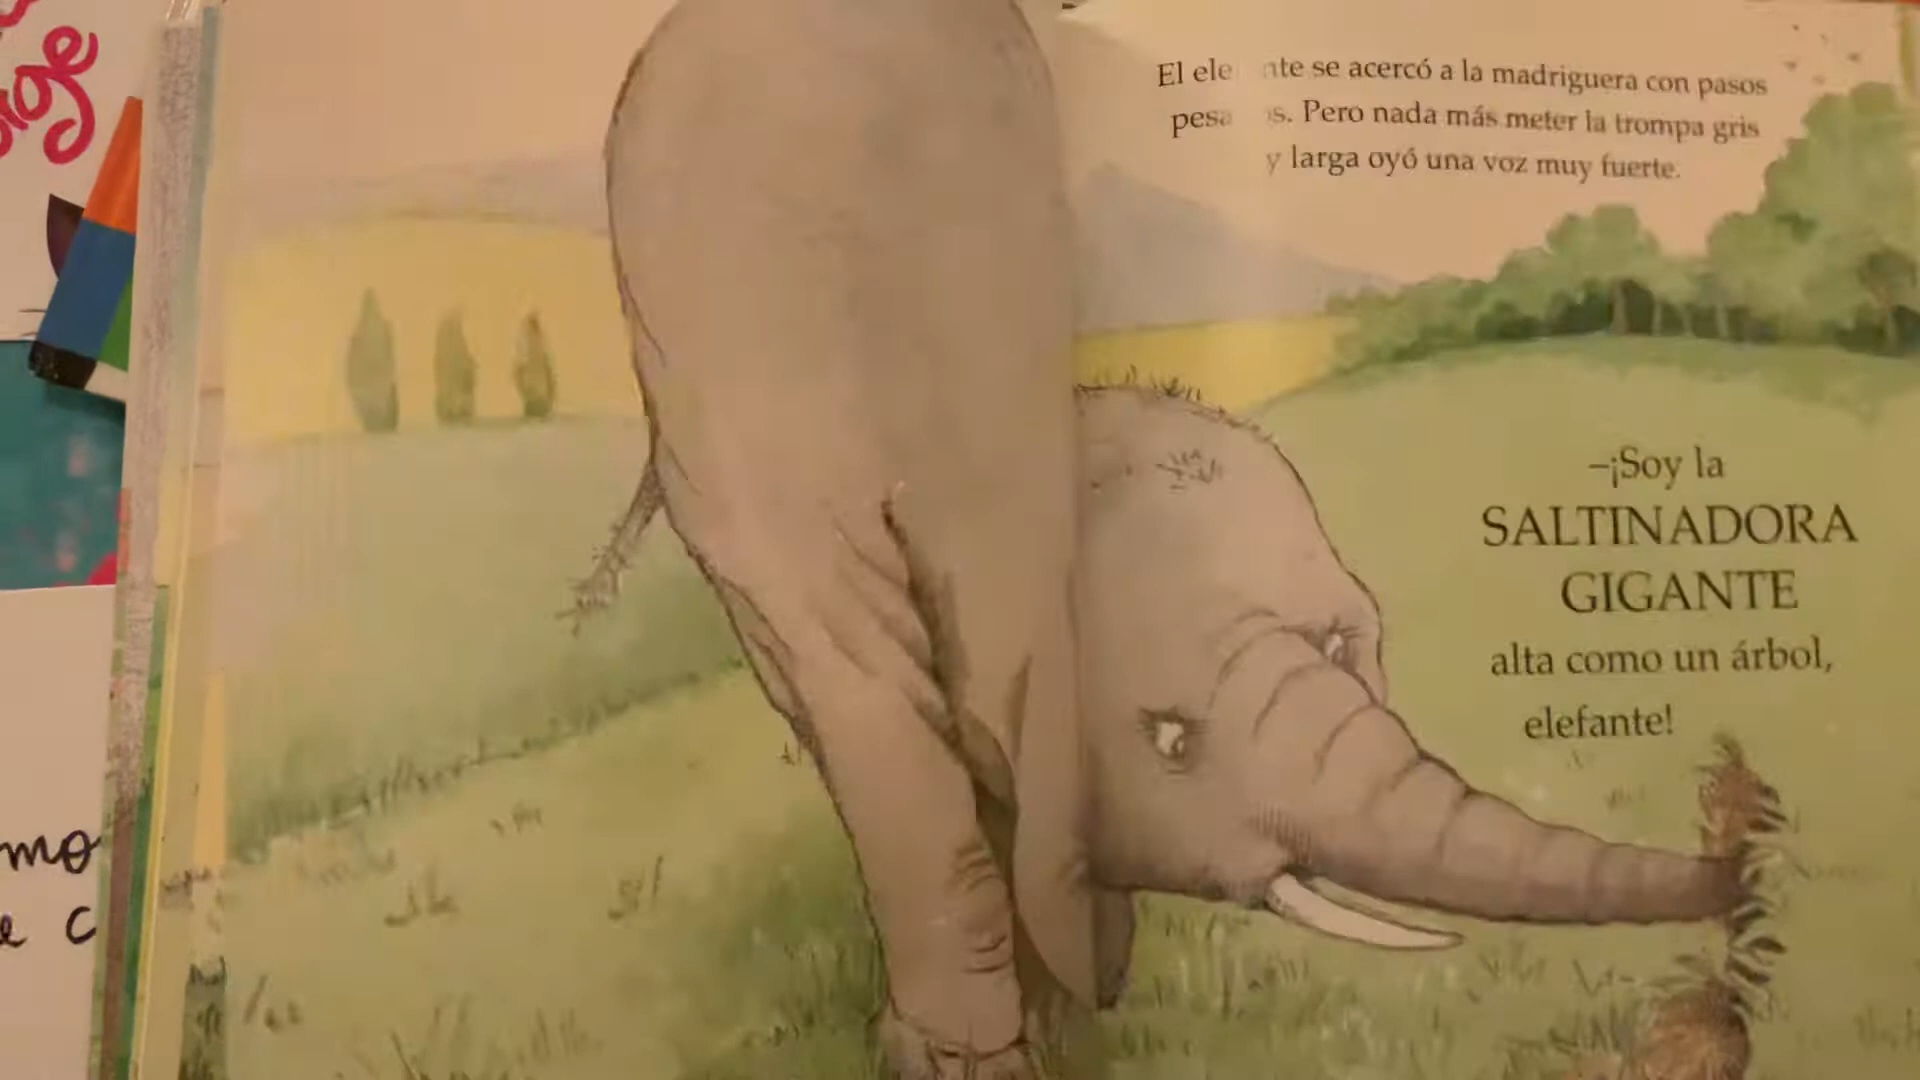 El ele nte se acercó a la madriguera con pasos
pesa s. Pero nada más meter la trompa gris
y larga oyó una voz muy fuerte.
–¡Soy la
SALTINADORA
GIGANTE
alta como un árbol,
elefante!
mo
e c